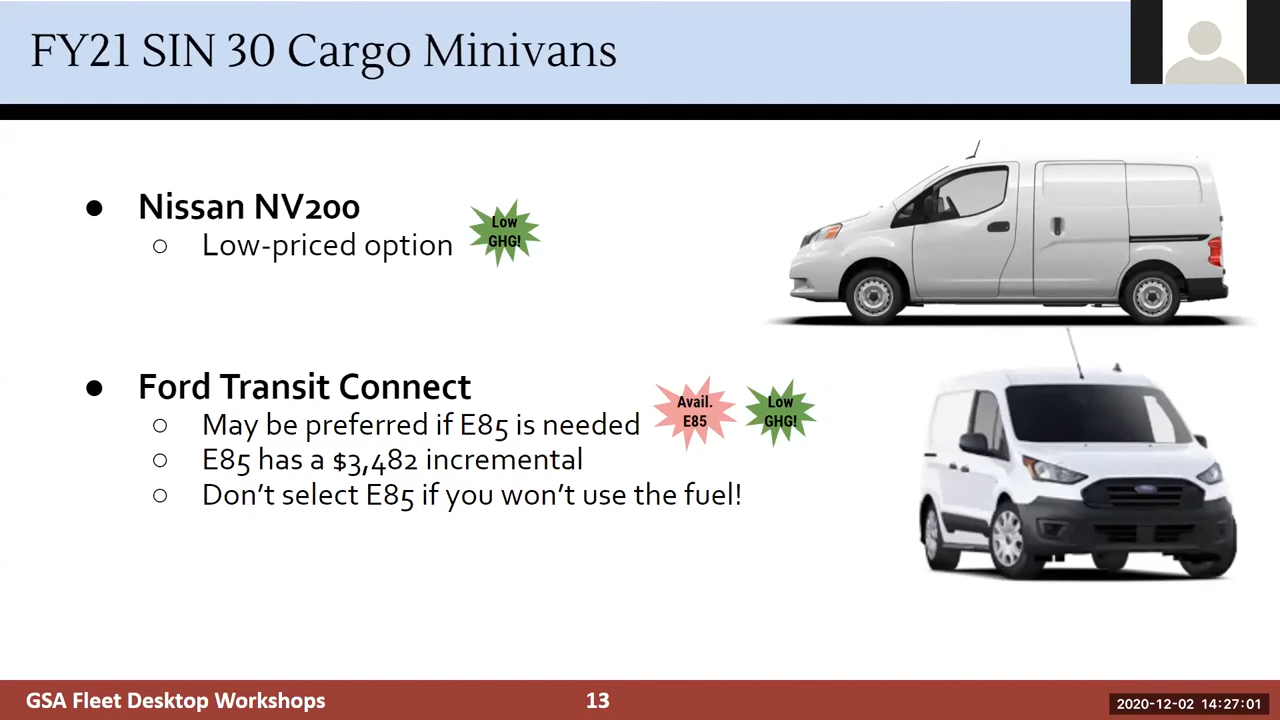 FY21 SIN 30 Cargo Minivans
● Nissan NV200
○ Low-priced option
Low
GHG!
● Ford Transit Connect
○ May be preferred if E85 is needed
Avail.
E85
Low
GHG!
○ E85 has a $3,482 incremental
○ Don't select E85 if you won't use the fuel!
Ford
GSA Fleet Desktop Workshops
13
2020-12-02 14:27:01